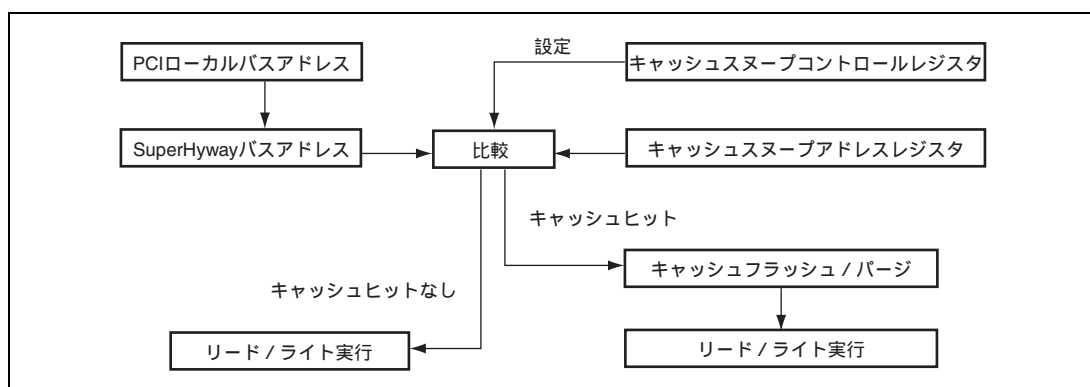 設定
PCIローカルバスアドレス
キャッシュスヌープコントロールレジスタ
SuperHywayバスアドレス
比較
キャッシュスヌープアドレスレジスタ
キャッシュヒット
キャッシュフラッシュ / パージ
キャッシュヒットなし
リード / ライト実行
リード / ライト実行